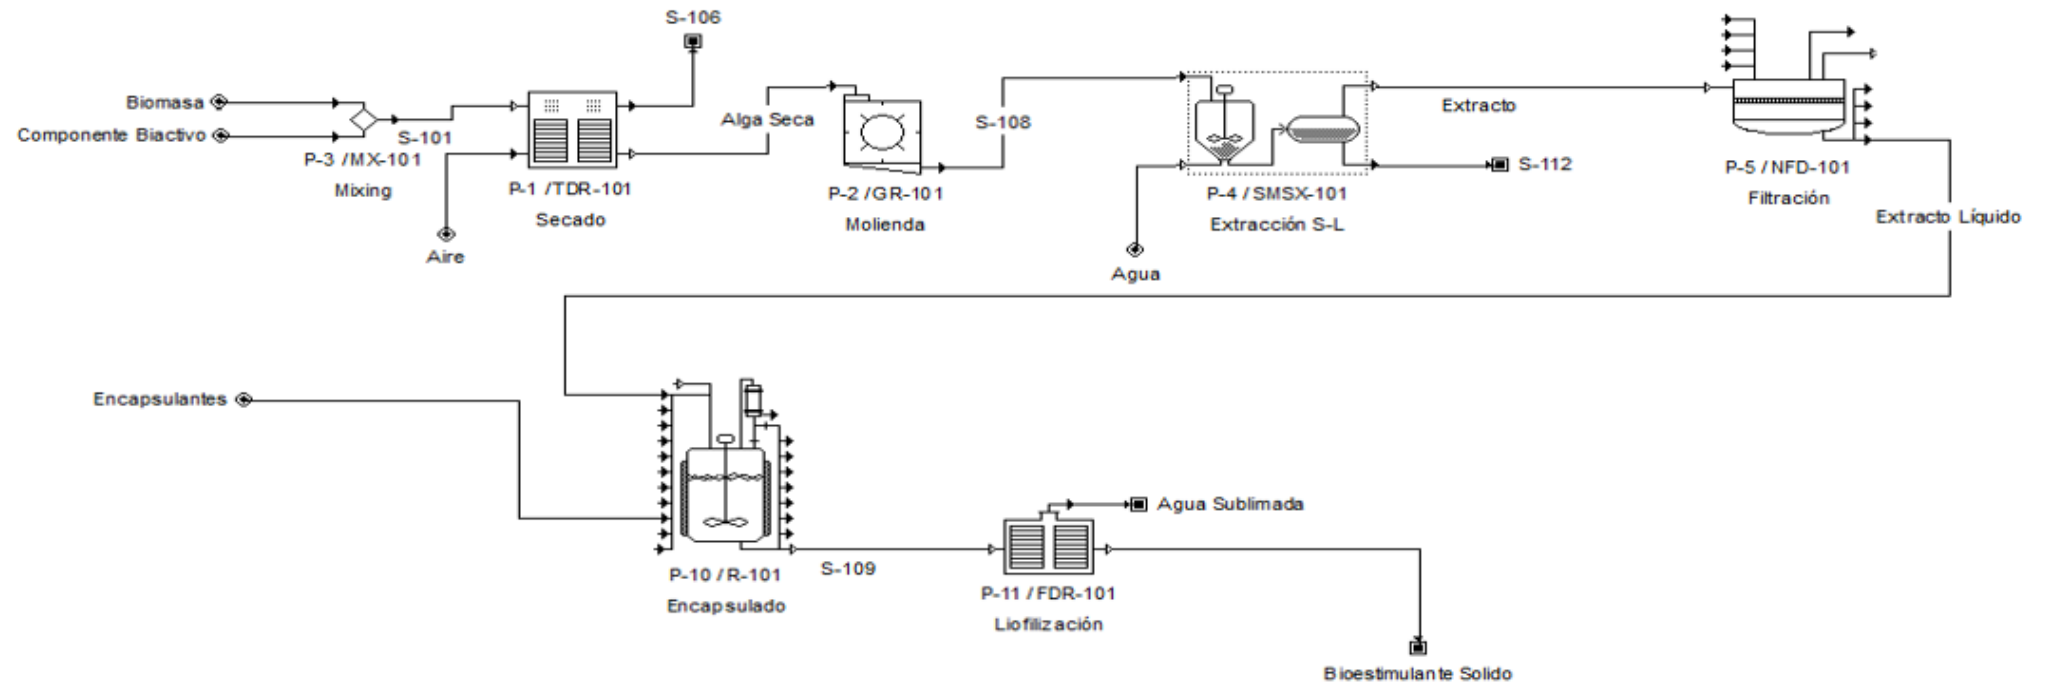 S-106
Biomasa
Componente Biactivo
S-101
P-3 /MX-101
Mixing
P-1 /TDR-101
Secado
Aire
Alga Seca
P-2 /GR-101
Molienda
S-108
Agua
P-4 / SMSX-101
Extracción S-L
Extracto
S-112
P-5 / NFD-101
Filtración
Extracto Líquido
Encapsulantes
P-10 / R-101
Encapsulado
S-109
Agua Sublimada
P-11 / FDR-101
Liofilización
Bioestimulante Solido